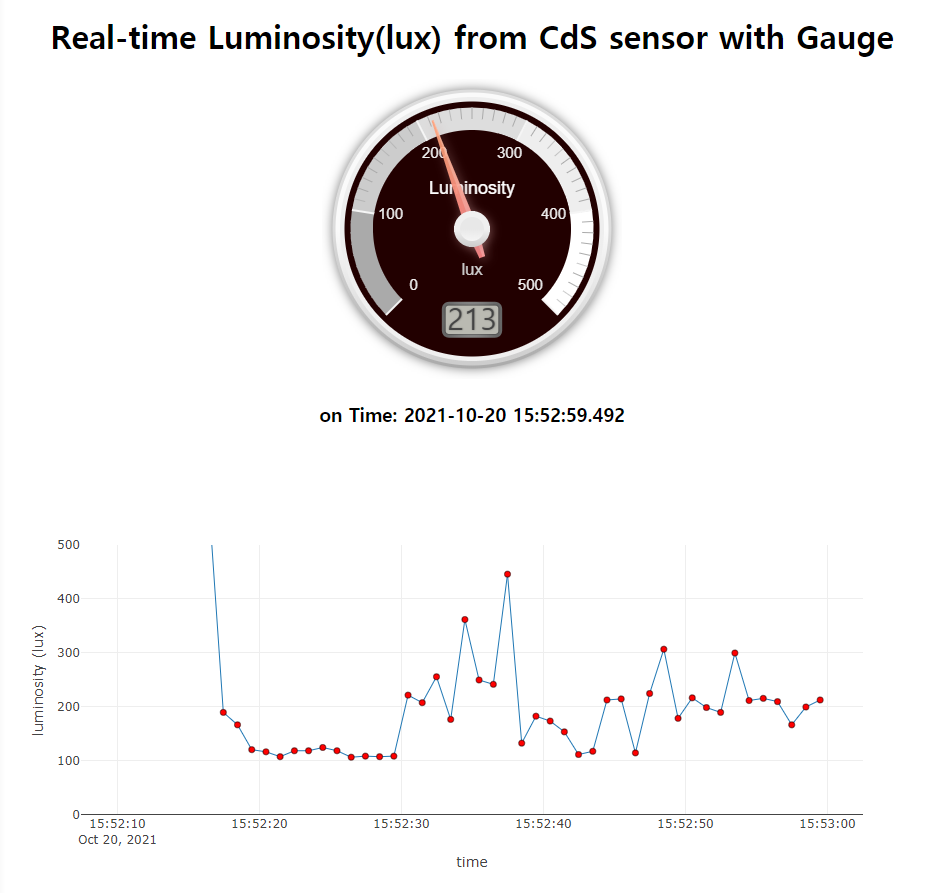 Real-time Luminosity(lux) from CdS sensor with Gauge
200 300
Luminosity
100 400
lux
0 500
213
on Time: 2021-10-20 15:52:59.492
500
400
300
200
100
0
luminosity (lux)
15:52:10 15:52:20 15:52:30 15:52:40 15:52:50 15:53:00
Oct 20, 2021
time